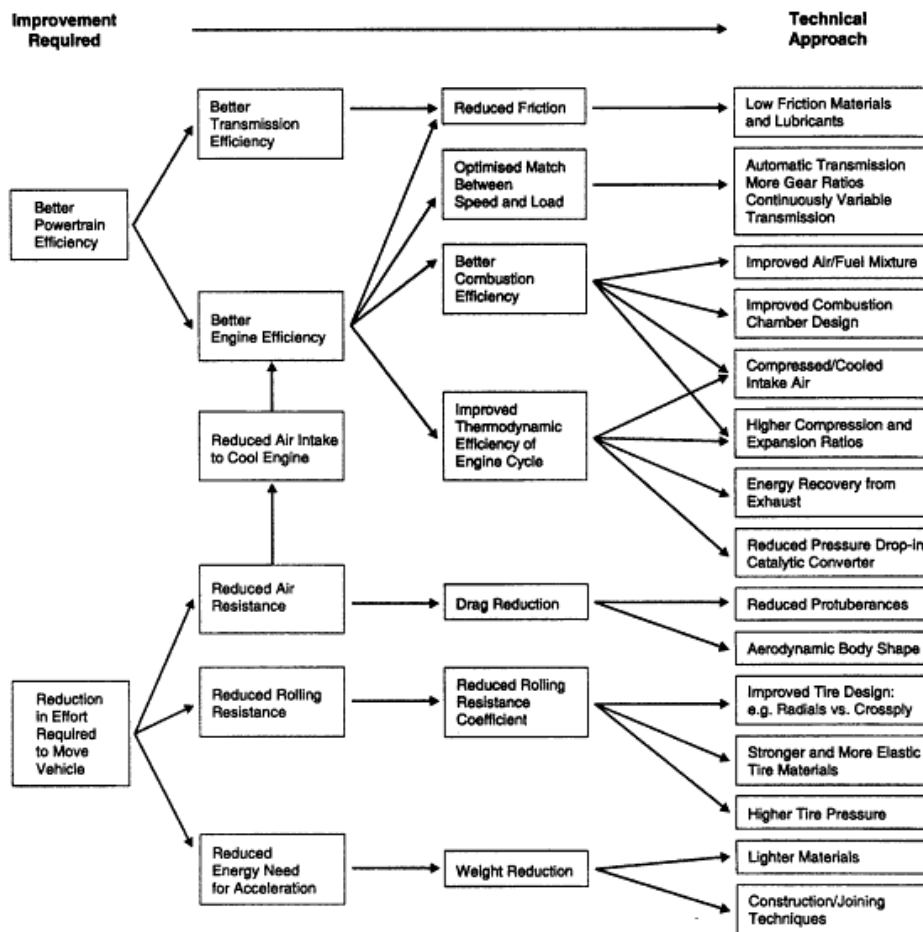 Improvement
Required
Technical
Approach
Better
Transmission
Efficiency
Reduced Friction
Low Friction Materials
and Lubricants
Optimised Match
Between
Speed and Load
Automatic Transmission
More Gear Ratios
Continuously Variable
Transmission
Better
Powertrain
Efficiency
Better
Combustion
Efficiency
Improved Air/Fuel Mixture
Improved Combustion
Chamber Design
Better
Engine Efficiency
Compressed/Cooled
Intake Air
Reduced Air Intake
to Cool Engine
Improved
Thermodynamic
Efficiency of
Engine Cycle
Higher Compression and
Expansion Ratios
Energy Recovery from
Exhaust
Reduced Pressure Drop-in
Catalytic Converter
Reduced Air
Resistance
Drag Reduction
Reduced Protuberances
Aerodynamic Body Shape
Reduction
in Effort
Required
to Move
Vehicle
Reduced Rolling
Resistance
Reduced Rolling
Resistance
Coefficient
Improved Tire Design:
e.g. Radials vs. Crossply
Stronger and More Elastic
Tire Materials
Higher Tire Pressure
Reduced
Energy Need
for Acceleration
Weight Reduction
Lighter Materials
Construction/Joining
Techniques